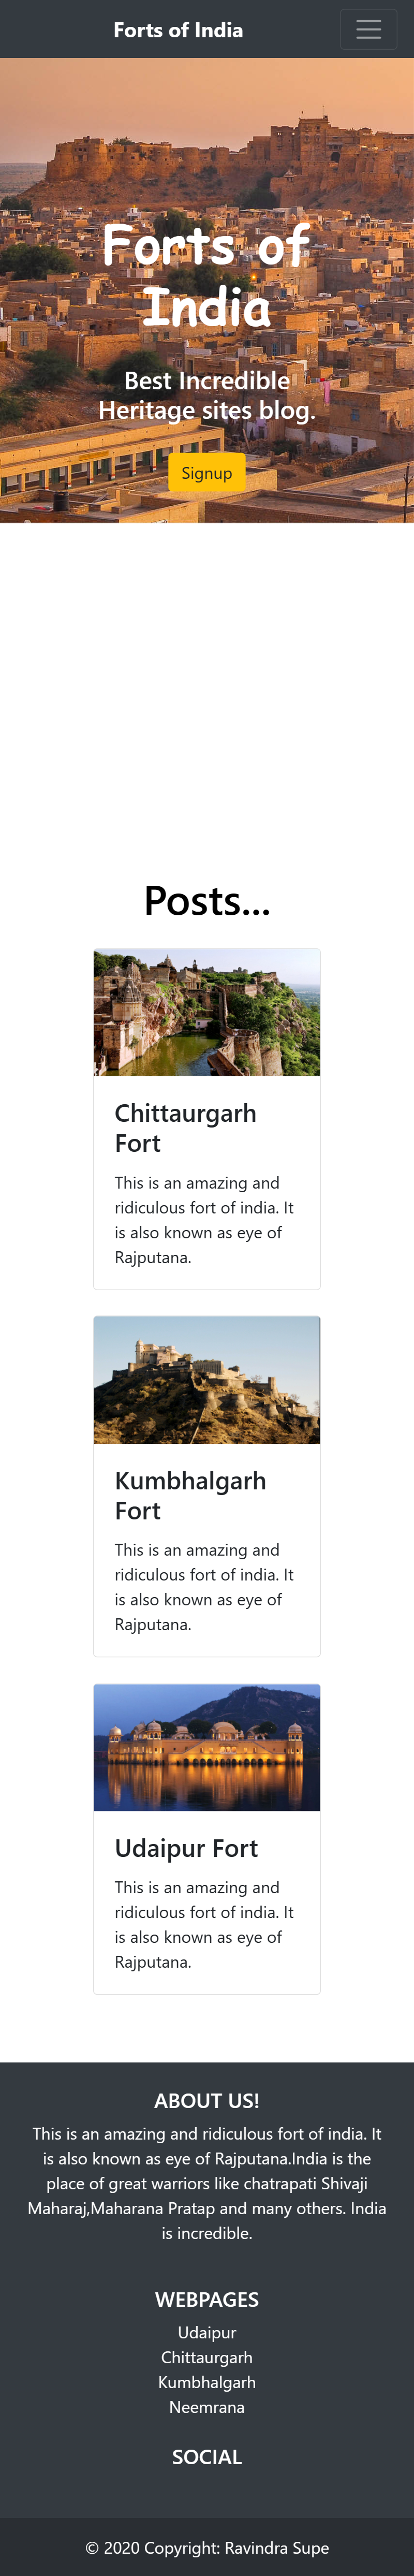 Forts of India
Forts of
India
Best Incredible
Heritage sites blog.
Signup
Posts...
Chittaurgarh
Fort
This is an amazing and
ridiculous fort of india. It
is also known as eye of
Rajputana.
Kumbhalgarh
Fort
This is an amazing and
ridiculous fort of india. It
is also known as eye of
Rajputana.
Udaipur Fort
This is an amazing and
ridiculous fort of india. It
is also known as eye of
Rajputana.
ABOUT US!
This is an amazing and ridiculous fort of india. It
is also known as eye of Rajputana.India is the
place of great warriors like chatrapati Shivaji
Maharaj,Maharana Pratap and many others. India
is incredible.
WEBPAGES
Udaipur
Chittaurgarh
Kumbhalgarh
Neemrana
SOCIAL
© 2020 Copyright: Ravindra Supe